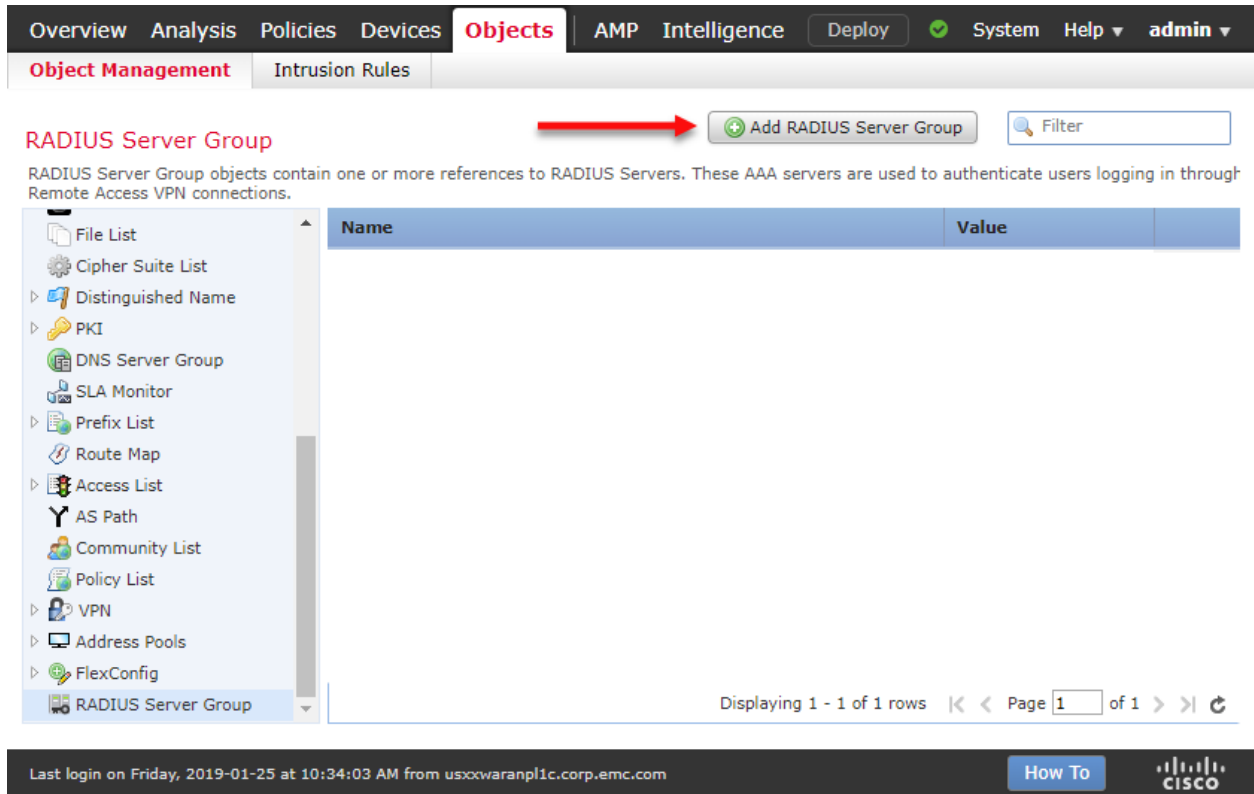 Overview Analysis Policies Devices Objects AMP Intelligence Deploy System Help admin
Object Management Intrusion Rules
RADIUS Server Group
Add RADIUS Server Group
Filter
RADIUS Server Group objects contain one or more references to RADIUS Servers. These AAA servers are used to authenticate users logging in through
Remote Access VPN connections.
Name Value
File List
Cipher Suite List
Distinguished Name
PKI
DNS Server Group
SLA Monitor
Prefix List
Route Map
Access List
AS Path
Community List
Policy List
VPN
Address Pools
FlexConfig
RADIUS Server Group
Displaying 1 - 1 of 1 rows |< < Page 1 of 1 > >|
Last login on Friday, 2019-01-25 at 10:34:03 AM from usxxwaranpl1c.corp.emc.com
How To
CISCO